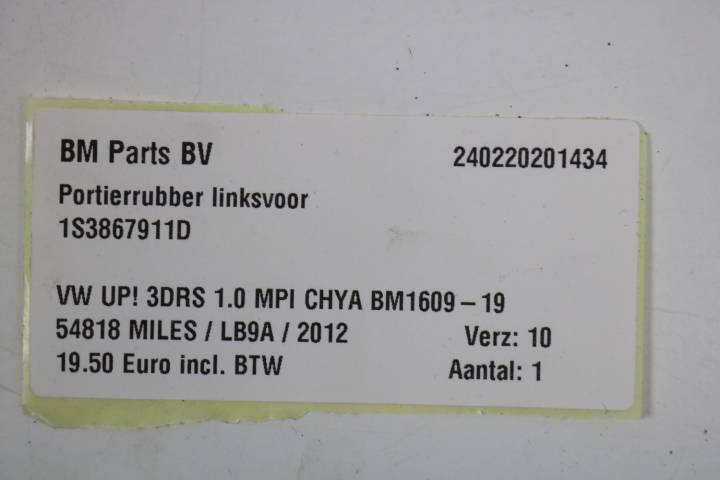 BM Parts BV 240220201434
Portierrubber linksvoor
1S3867911D
VW UP! 3DRS 1.0 MPI CHYA BM1609 – 19
54818 MILES / LB9A / 2012 Verz: 10
19.50 Euro incl. BTW Aantal: 1